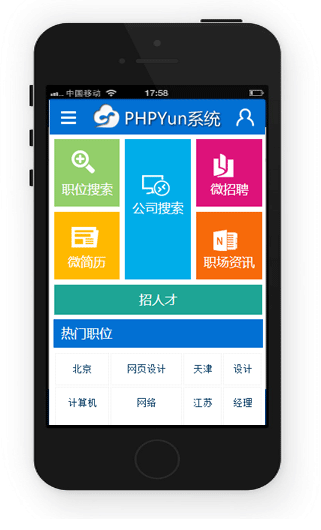 中国移动 17:58
PHPYun系统
职位搜索
公司搜索
微招聘
微简历
N
职场资讯
招人才
热门职位
北京 网页设计 天津 设计
计算机 网络 江苏 经理